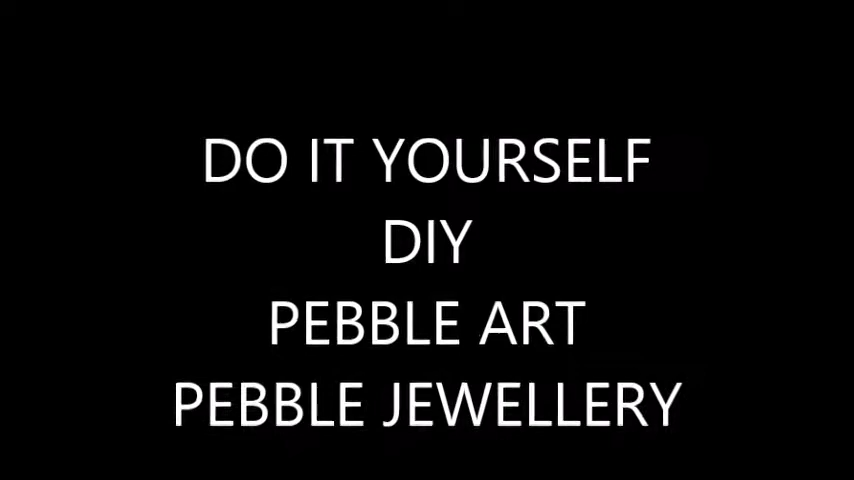 DO IT YOURSELF
DIY
PEBBLE ART
PEBBLE JEWELLERY